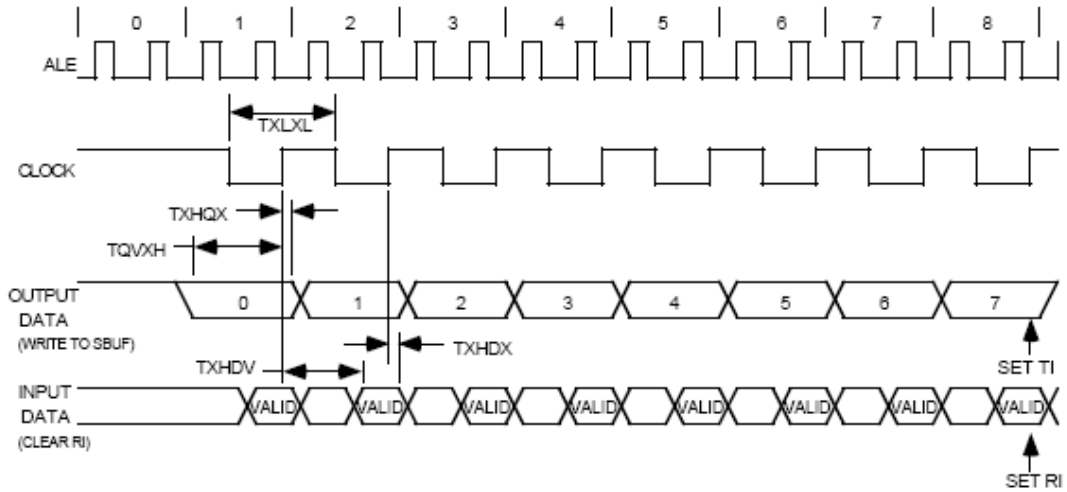 0 1 2 3 4 5 6 7 8
ALE
TXLXL
CLOCK
TXHQX
TQVXH
OUTPUT
DATA
(WRITE TO SBUF)
0 1 2 3 4 5 6 7
TXHDV
TXHDX
SET TI
INPUT
DATA
(CLEAR RI)
VALID VALID VALID VALID VALID VALID VALID VALID
SET RI